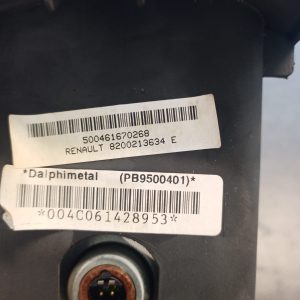 500461670268
RENAULT 8200213634 E
*Dalphimetal (PB9500401)*
*004C061428953*